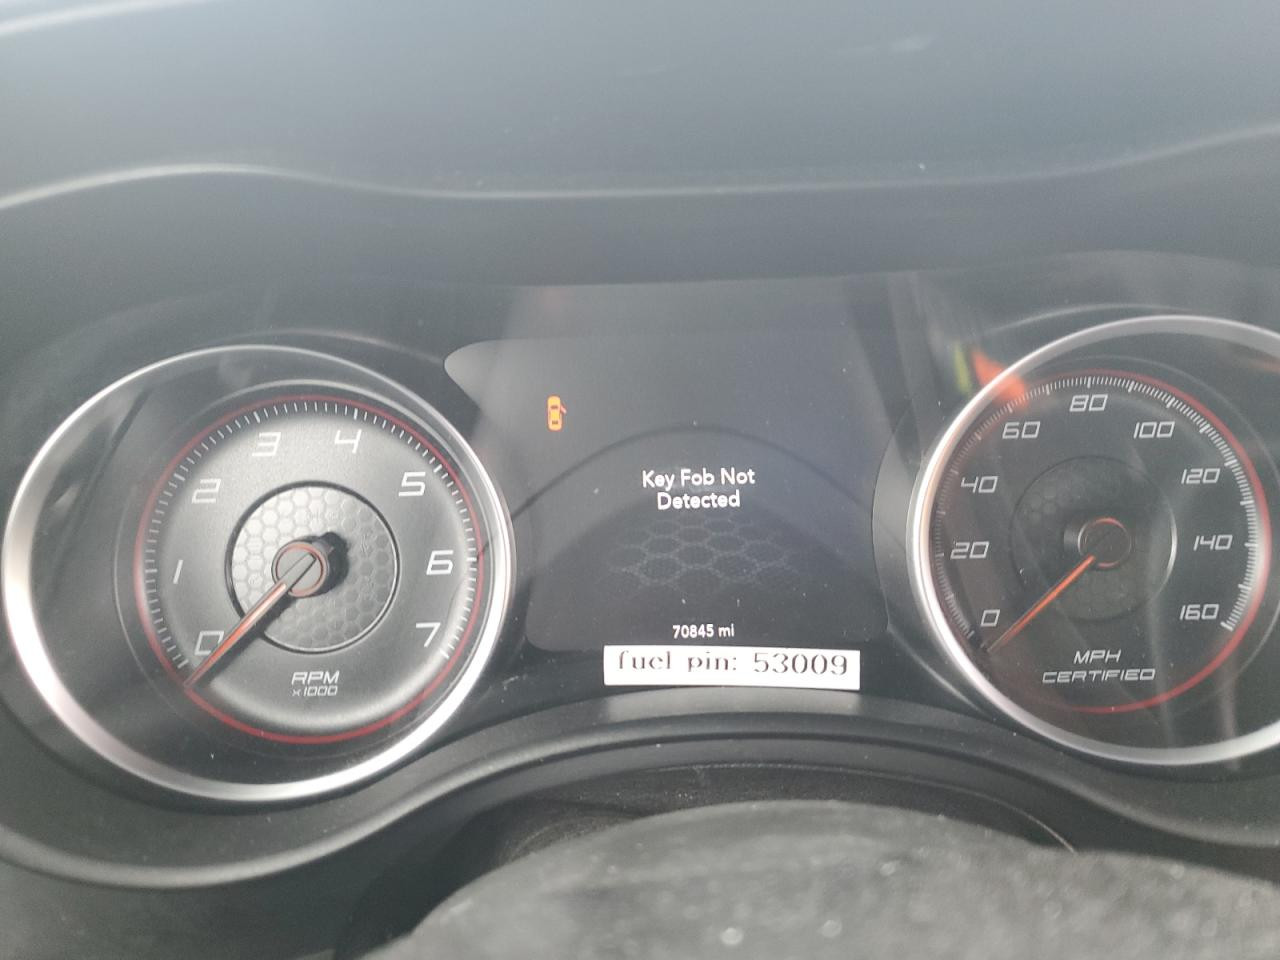 0
1
2
3
4
5
6
7
RPM
x1000
Key Fob Not
Detected
70845 mi
fuel pin: 53009
0
20
40
60
80
100
120
140
160
MPH
CERTIFIED